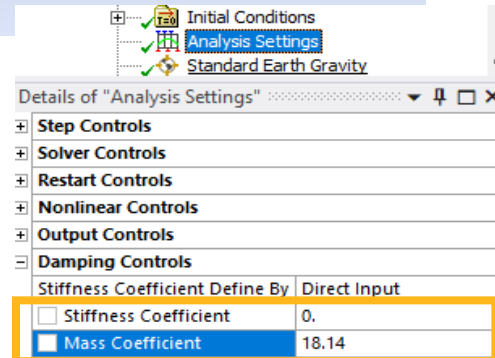 Initial Conditions
Analysis Settings
Standard Earth Gravity
Details of "Analysis Settings"
Step Controls
Solver Controls
Restart Controls
Nonlinear Controls
Output Controls
Damping Controls
Stiffness Coefficient Define By Direct Input
Stiffness Coefficient 0.
Mass Coefficient 18.14